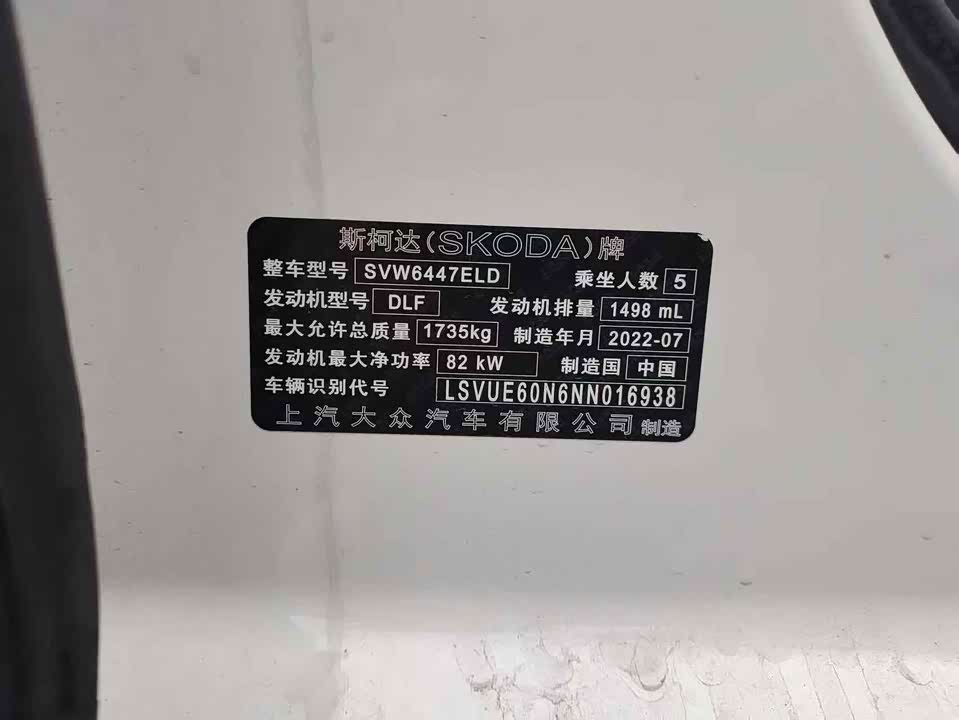 斯柯达(SKODA)牌
整车型号 SVW6447ELD 乘坐人数 5
发动机型号 DLF 发动机排量 1498 mL
最大允许总质量 1735kg 制造年月 2022-07
发动机最大净功率 82 kW 制造国 中国
车辆识别代号 LSVUE60N6NN016938
上汽大众汽车有限公司 制造